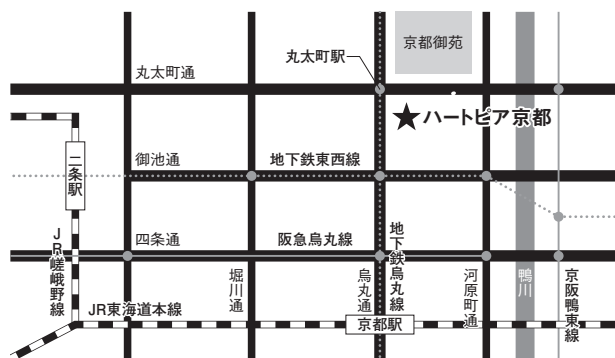 京都御苑
丸太町駅
丸太町通
★ハートピア京都
二条駅
御池通
地下鉄東西線
四条通
阪急烏丸線
JR嵯峨野線
堀川通
烏丸通
地下鉄烏丸線
河原町通
鴨川
京阪鴨東線
JR東海道本線
京都駅